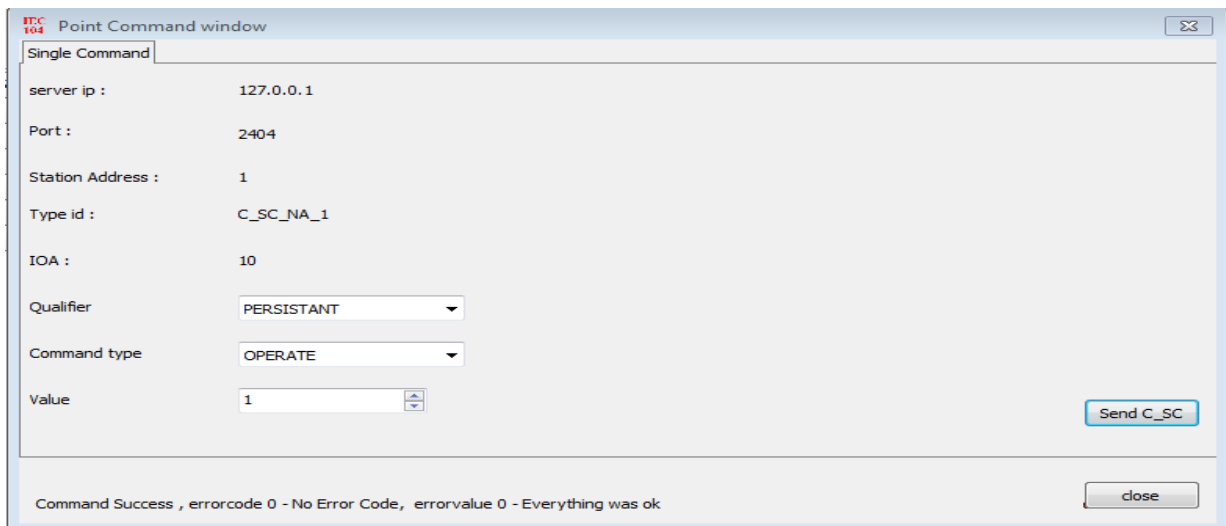 IEC
104
Point Command window
Single Command
server ip : 127.0.0.1
Port : 2404
Station Address : 1
Type id : C_SC_NA_1
IOA : 10
Qualifier PERSISTANT
Command type OPERATE
Value 1
Send C_SC
close
Command Success , errorcode 0 - No Error Code, errorvalue 0 - Everything was ok